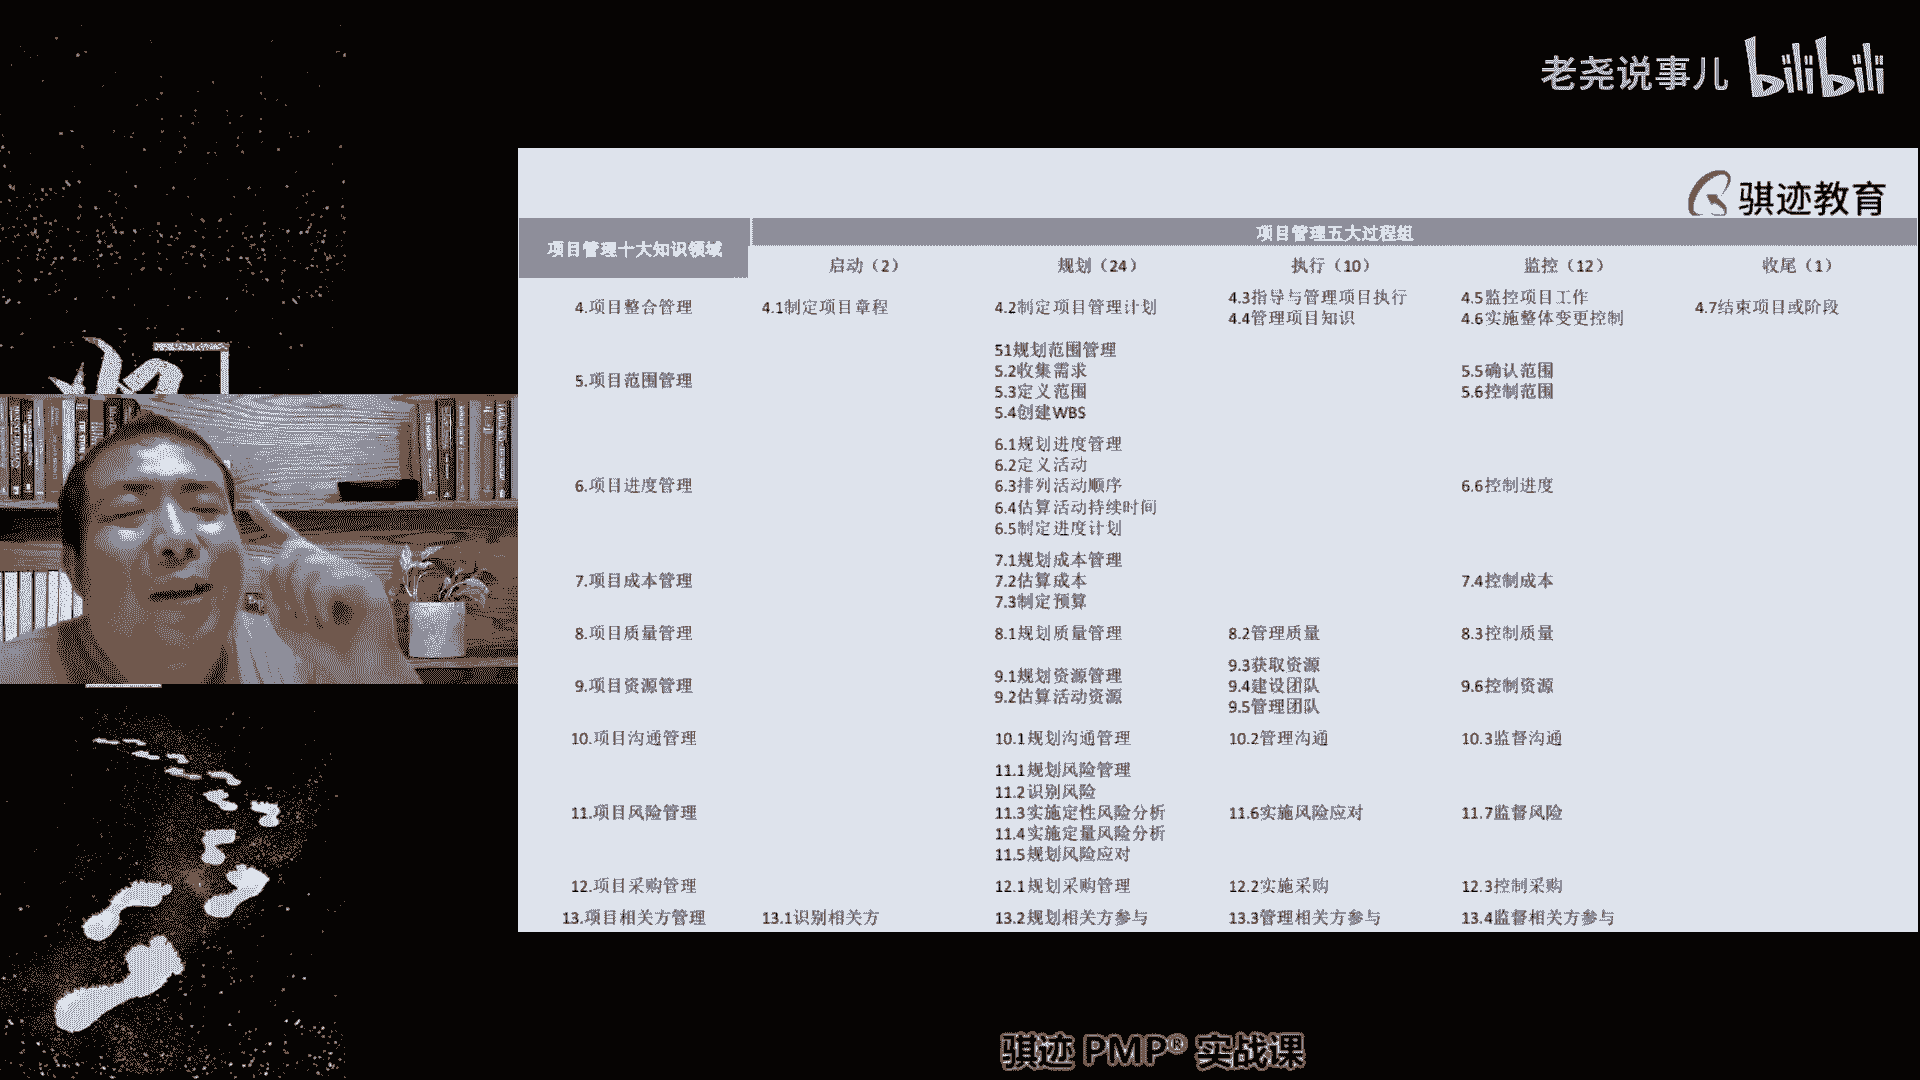 老尧说事儿 bilibili
骐迹教育
项目管理十大知识领域
项目管理五大过程组
启动（2） 规划（24） 执行（10） 监控（12） 收尾（1）
4.项目整合管理
4.1制定项目章程
4.2制定项目管理计划
4.3指导与管理项目执行
4.4管理项目知识
4.5监控项目工作
4.6实施整体变更控制
4.7结束项目或阶段
5.项目范围管理
51规划范围管理
5.2收集需求
5.3定义范围
5.4创建WBS
5.5确认范围
5.6控制范围
6.项目进度管理
6.1规划进度管理
6.2定义活动
6.3排列活动顺序
6.4估算活动持续时间
6.5制定进度计划
6.6控制进度
7.项目成本管理
7.1规划成本管理
7.2估算成本
7.3制定预算
7.4控制成本
8.项目质量管理
8.1规划质量管理
8.2管理质量
8.3控制质量
9.项目资源管理
9.1规划资源管理
9.2估算活动资源
9.3获取资源
9.4建设团队
9.5管理团队
9.6控制资源
10.项目沟通管理
10.1规划沟通管理
10.2管理沟通
10.3监督沟通
11.项目风险管理
11.1规划风险管理
11.2识别风险
11.3实施定性风险分析
11.4实施定量风险分析
11.5规划风险应对
11.6实施风险应对
11.7监督风险
12.项目采购管理
12.1规划采购管理
12.2实施采购
12.3控制采购
13.项目相关方管理
13.1识别相关方
13.2规划相关方参与
13.3管理相关方参与
13.4监督相关方参与
骐迹 PMP® 实战课